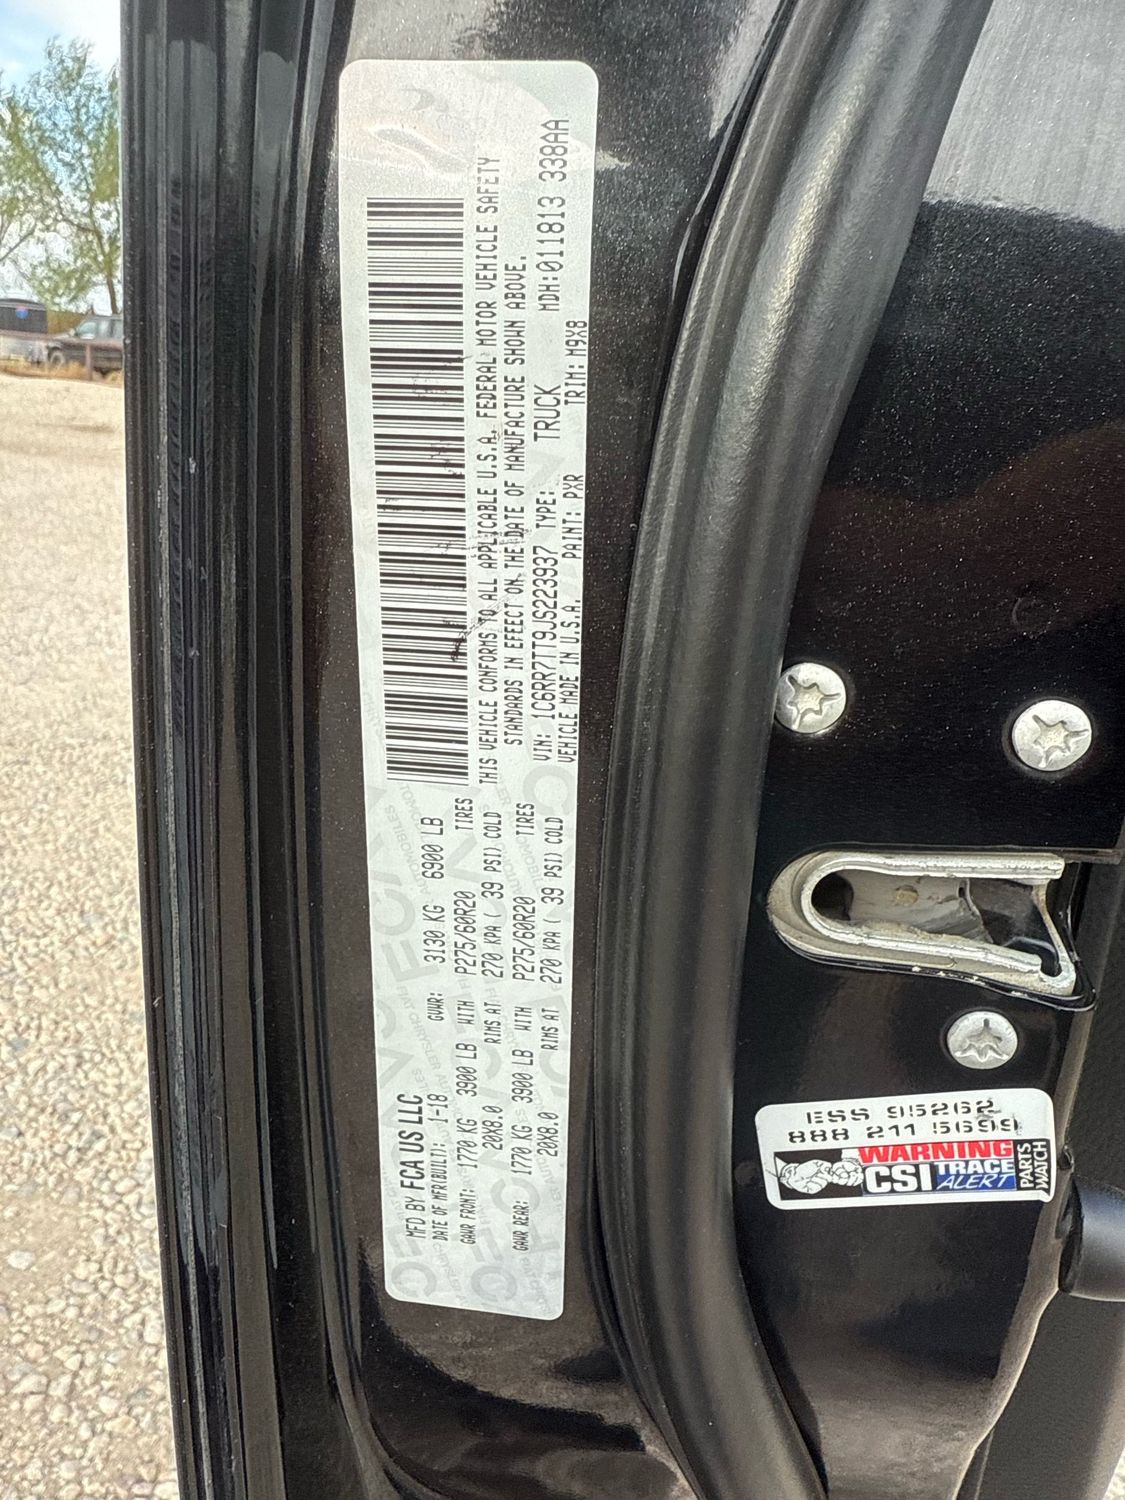 MFD BY FCA US LLC
DATE OF MFR(BUILT): 1-18 GVWR: 3130 KG 6900 LB
GAWR FRONT: 1770 KG 3900 LB WITH P275/60R20 TIRES
20X8.0 RIMS AT 270 KPA ( 39 PSI) COLD
GAWR REAR: 1770 KG 3900 LB WITH P275/60R20 TIRES
20X8.0 RIMS AT 270 KPA ( 39 PSI) COLD
THIS VEHICLE CONFORMS TO ALL APPLICABLE U.S.A. FEDERAL MOTOR VEHICLE SAFETY
STANDARDS IN EFFECT ON THE DATE OF MANUFACTURE SHOWN ABOVE.
VIN: 1C6RR7TT9JS223937 TYPE: TRUCK MDH:011813 338AA
VEHICLE MADE IN U.S.A. PAINT: PXR TRIM: M9X8
ESS 95262
888 211 5699
WARNING
CSI TRACE
ALERT
PARTS
WATCH